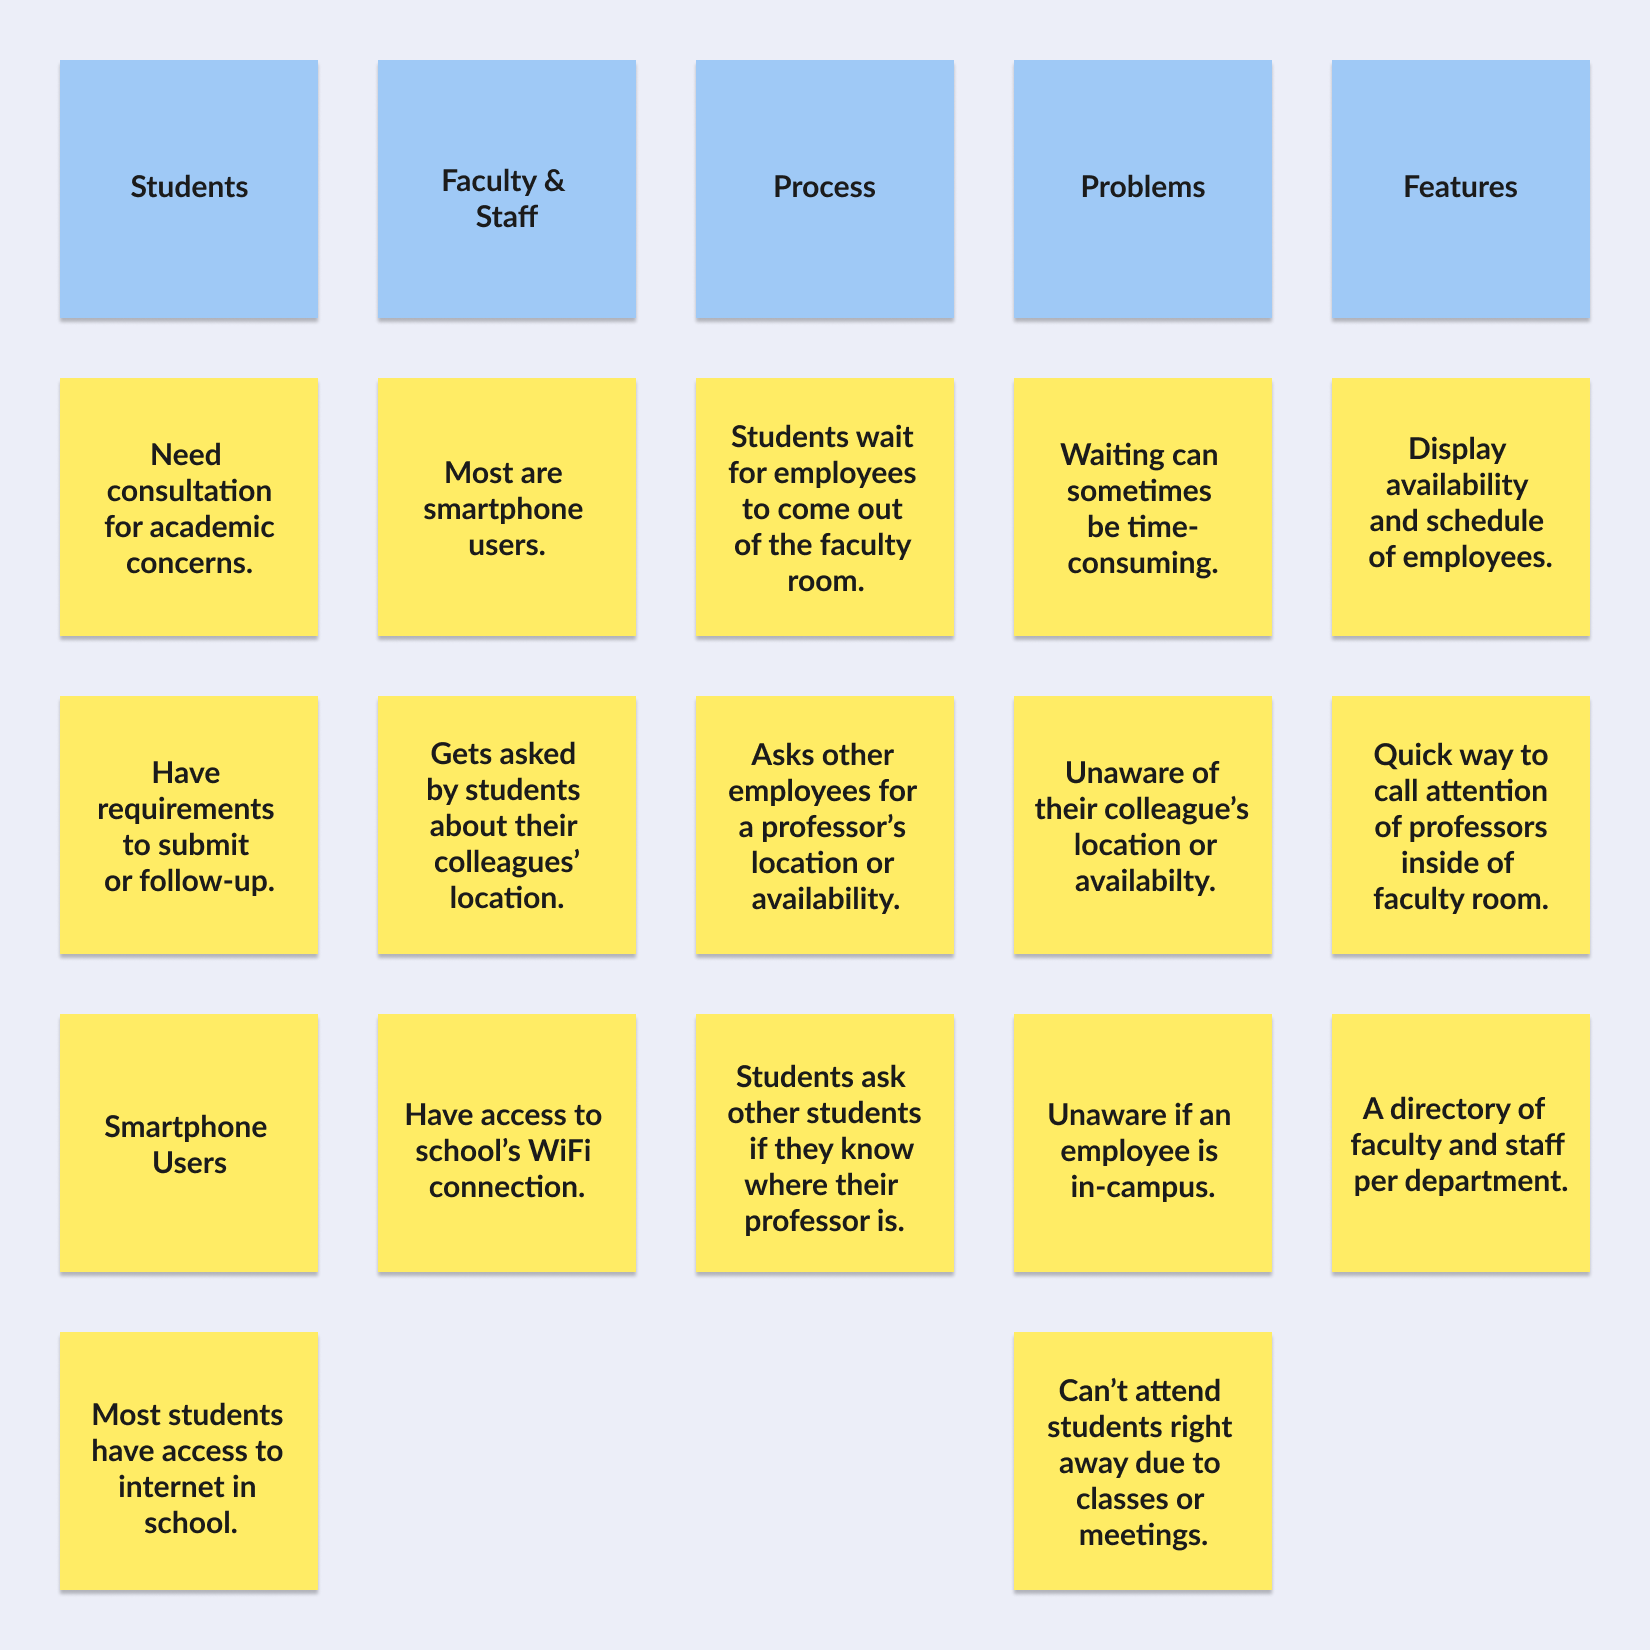 Students
Faculty &
Staff
Process
Problems
Features
Need
consultation
for academic
concerns.
Most are
smartphone
users.
Students wait
for employees
to come out
of the faculty
room.
Waiting can
sometimes
be time-
consuming.
Display
availability
and schedule
of employees.
Have
requirements
to submit
or follow-up.
Gets asked
by students
about their
colleagues’
location.
Asks other
employees for
a professor’s
location or
availability.
Unaware of
their colleague’s
location or
availabilty.
Quick way to
call attention
of professors
inside of
faculty room.
Smartphone
Users
Have access to
school’s WiFi
connection.
Students ask
other students
if they know
where their
professor is.
Unaware if an
employee is
in-campus.
A directory of
faculty and staff
per department.
Most students
have access to
internet in
school.
Can’t attend
students right
away due to
classes or
meetings.